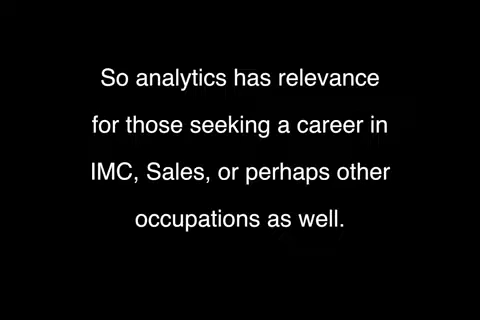 So analytics has relevance
for those seeking a career in
IMC, Sales, or perhaps other
occupations as well.